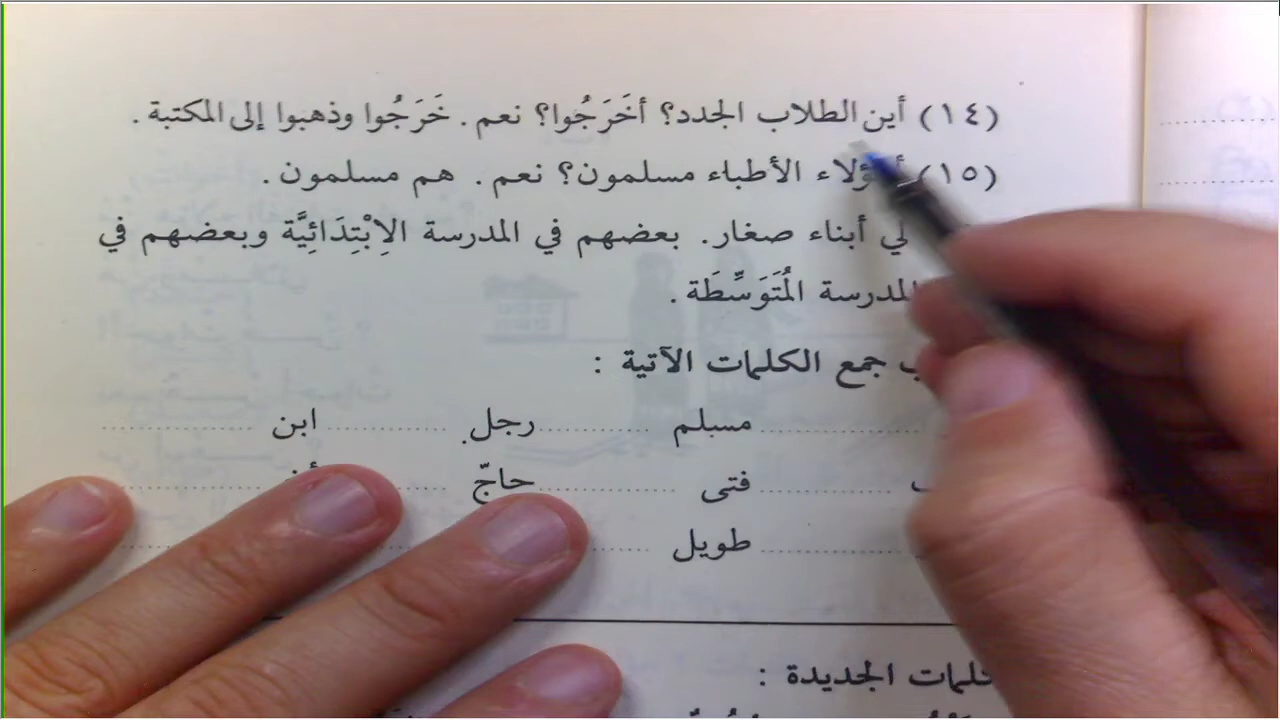 (١٤) أين الطلاب الجدد؟ أخَرَجُوا؟ نعم. خَرَجُوا وذهبوا إلى المكتبة.
(١٥) الأطباء مسلمون؟ نعم. هم مسلمون.
لي أبناء صغار. بعضهم في المدرسة الاِبْتِدَائِيَّة وبعضهم في
المدرسة المُتَوَسِّطَة.
جمع الكلمات الآتية :
مسلم .......... رجل .......... ابن ..........
فتى .......... حاجّ ..........
طويل ..........
الجديدة :